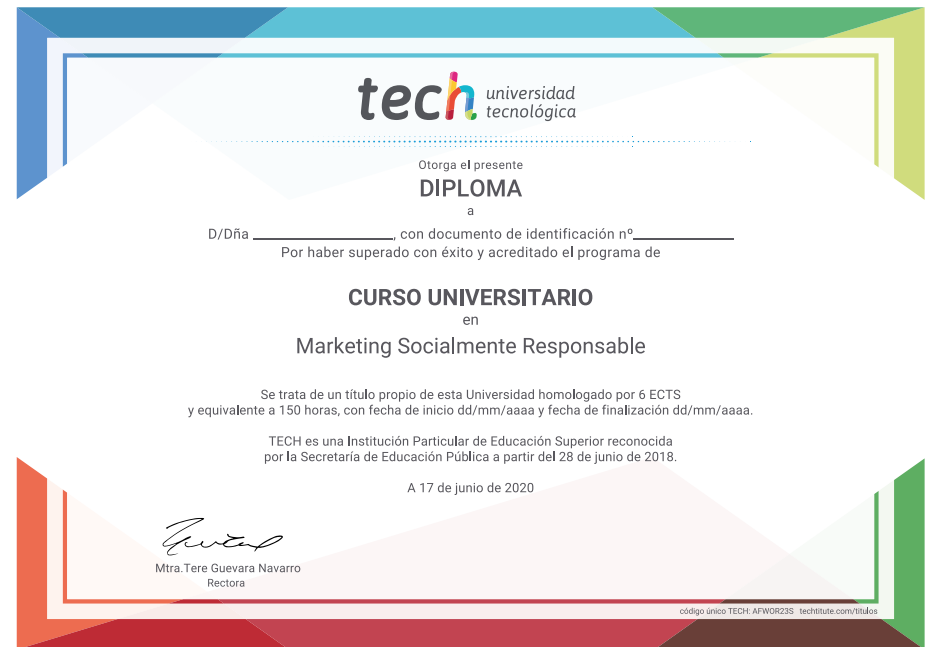 tech universidad
tecnológica
Otorga el presente
DIPLOMA
a
D/Dña ____________________, con documento de identificación nº______________
Por haber superado con éxito y acreditado el programa de
CURSO UNIVERSITARIO
en
Marketing Socialmente Responsable
Se trata de un título propio de esta Universidad homologado por 6 ECTS
y equivalente a 150 horas, con fecha de inicio dd/mm/aaaa y fecha de finalización dd/mm/aaaa.
TECH es una Institución Particular de Educación Superior reconocida
por la Secretaría de Educación Pública a partir del 28 de junio de 2018.
A 17 de junio de 2020
Mtra.Tere Guevara Navarro
Rectora
código único TECH: AFWOR23S techtitute.com/titulos